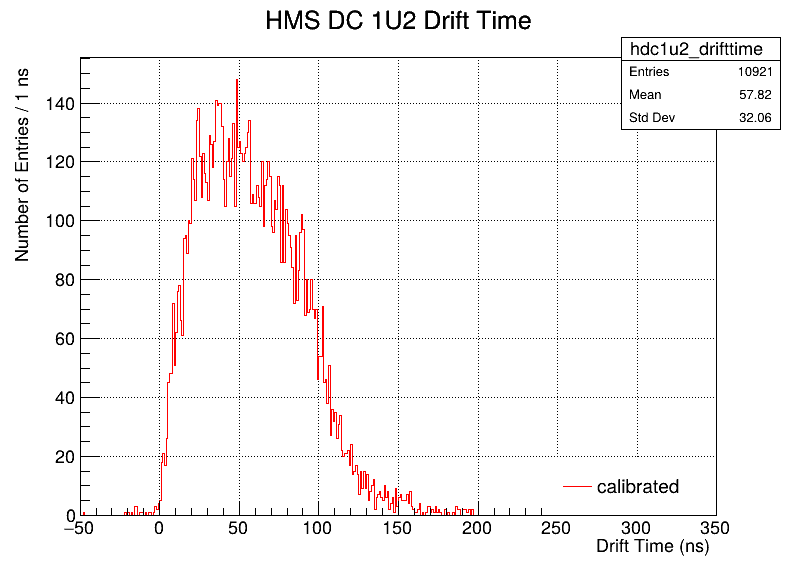 HMS DC 1U2 Drift Time
hdc1u2_drifttime
Entries 10921
Mean 57.82
Std Dev 32.06
Number of Entries / 1 ns
140
120
100
80
60
40
20
0
−50 0 50 100 150 200 250 300 350
calibrated
Drift Time (ns)